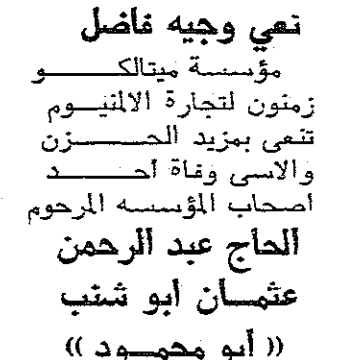 نعي وجيه فاضل
مؤسسة ميتالكو
زمنون لتجارة الالمنيوم
تنعى بمزيد الحزن
والاسى وفاة احد
اصحاب المؤسسه المرحوم
الحاج عبد الرحمن
عثمان ابو شنب
(( أبو محمود ))